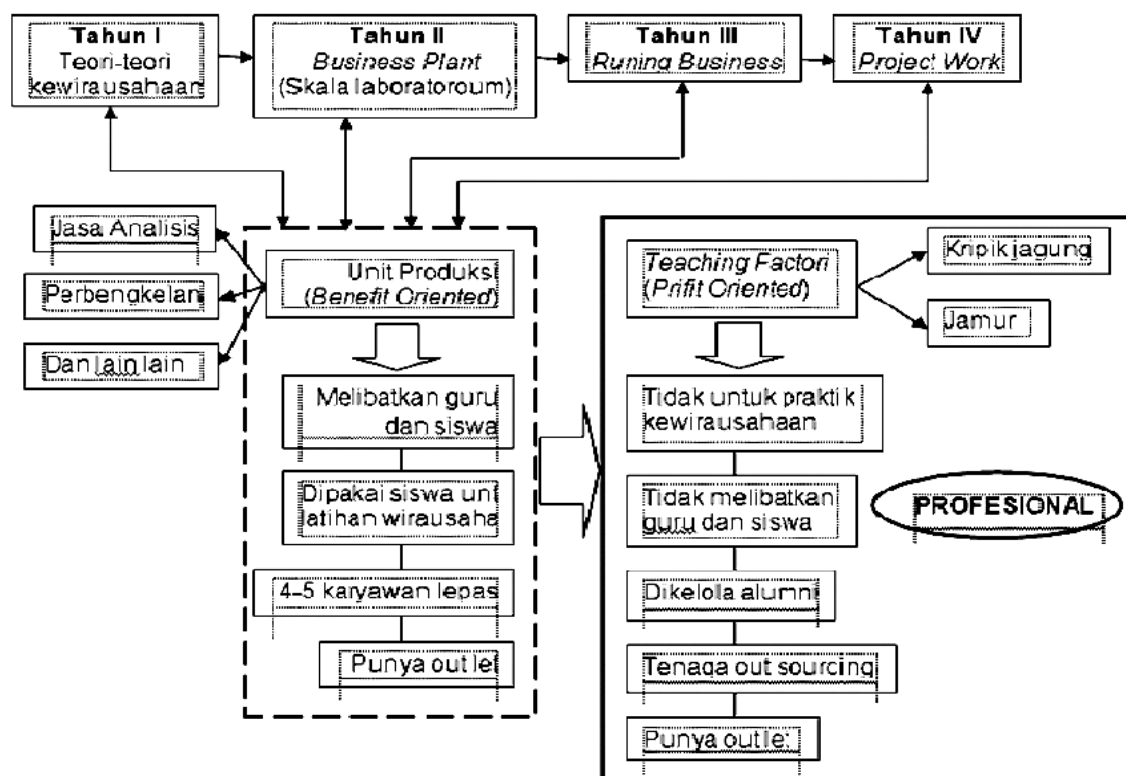 Tahun I
Teori-teori
kewirausahaan
Tahun II
Business Plant
(Skala laboratoroum)
Tahun III
Runing Business
Tahun IV
Project Work
Jasa Analisis
Perbengkelan
Dan lain lain
Unit Produksi
(Benefit Oriented)
Melibatkan guru
dan siswa
Dipakai siswa unt
latihan wirausaha
4-5 karyawan lepas
Punya outlet
Teaching Factori
(Prifit Oriented)
Kripik jagung
Jamur
Tidak untuk praktik
kewirausahaan
Tidak melibatkan
guru dan siswa
PROFESIONAL
Dikelolla alumni
Tenaga out sourcing
Punya outlet